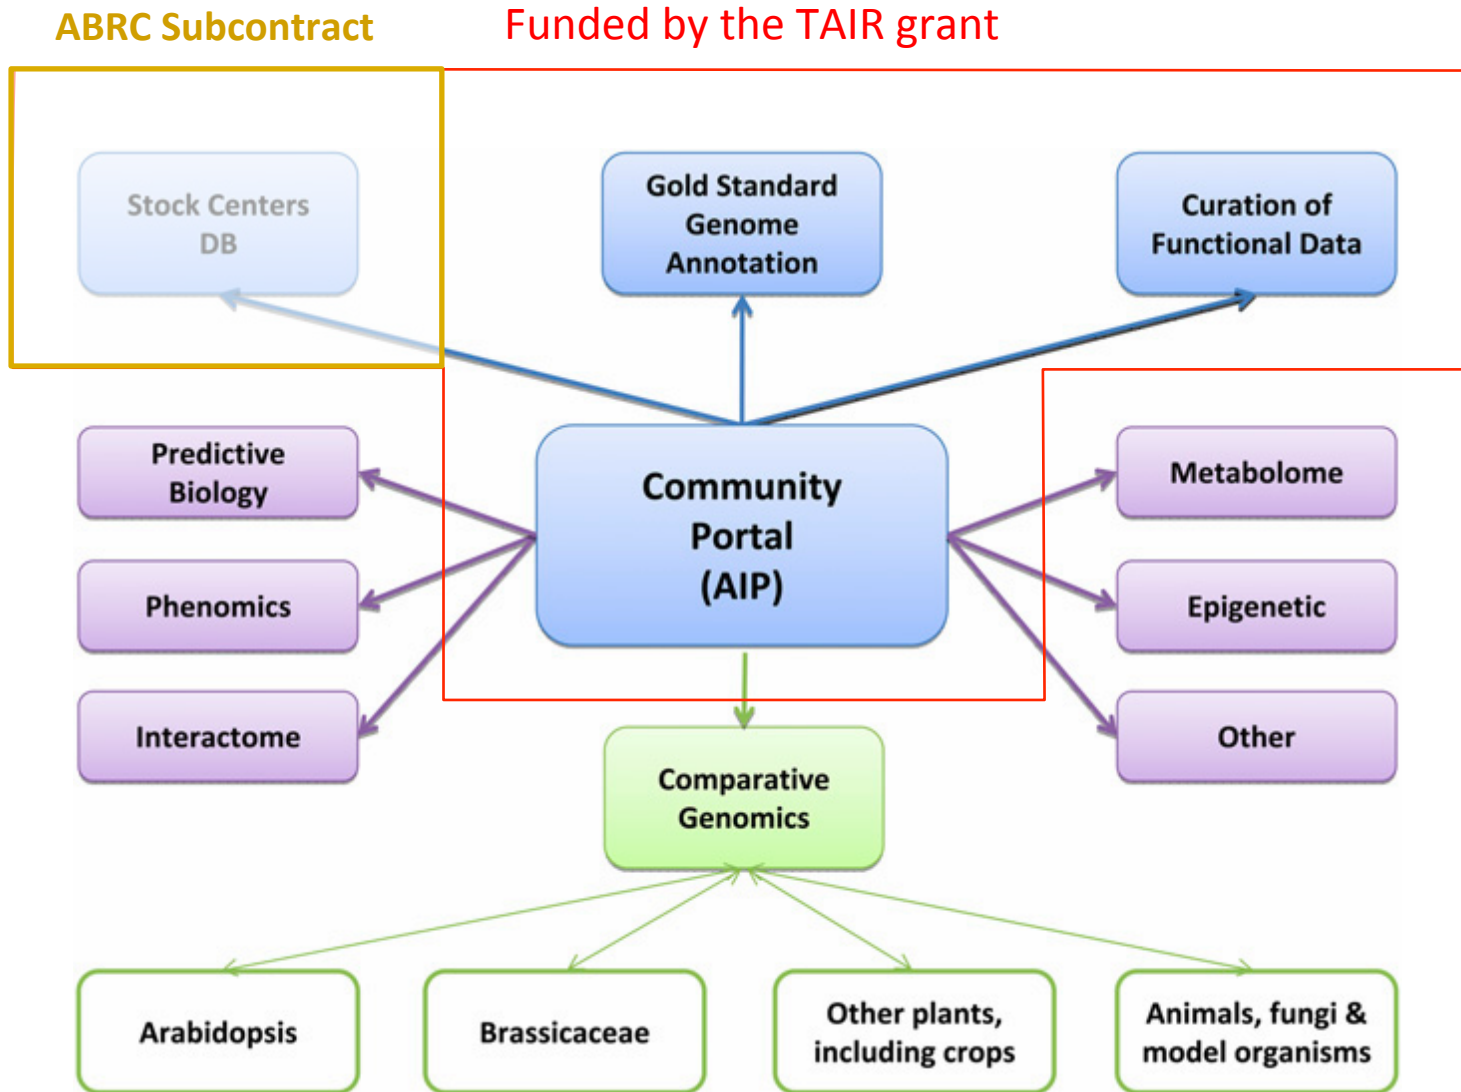 ABRC Subcontract
Funded by the TAIR grant
Stock Centers
DB
Gold Standard
Genome
Annotation
Curation of
Functional Data
Predictive
Biology
Community
Portal
(AIP)
Metabolome
Phenomics
Epigenetic
Interactome
Other
Comparative
Genomics
Arabidopsis
Brassicaceae
Other plants,
including crops
Animals, fungi &
model organisms